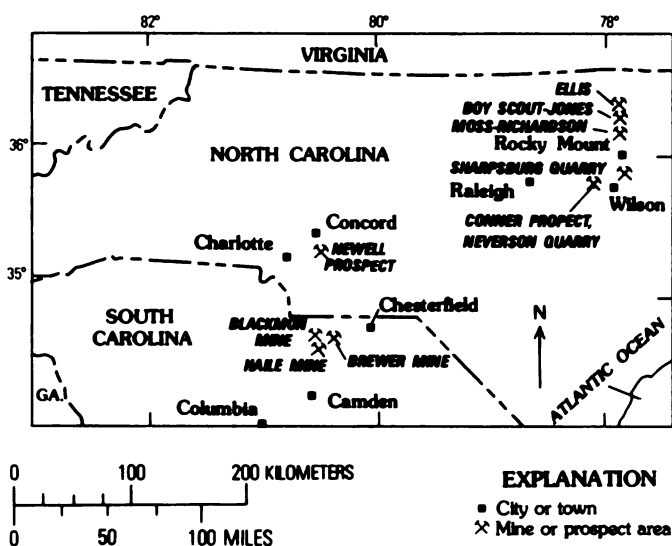 82°
80°
78°
VIRGINIA
TENNESSEE
ELLIS
BOY SCOUT-JONES
MOSS-RICHARDSON
36°
Rocky Mount
NORTH CAROLINA
SHARPSBURG QUARRY
Raleigh
Wilson
CONNER PROPECT,
NEVERSON QUARRY
Concord
Charlotte
NEWELL
PROSPECT
35°
SOUTH
CAROLINA
Chesterfield
N
BLACKMON
MINE
BREWER MINE
HAILE MINE
ATLANTIC OCEAN
GA.
Camden
Columbia
0 100 200 KILOMETERS
0 50 100 MILES
EXPLANATION
City or town
Mine or prospect area